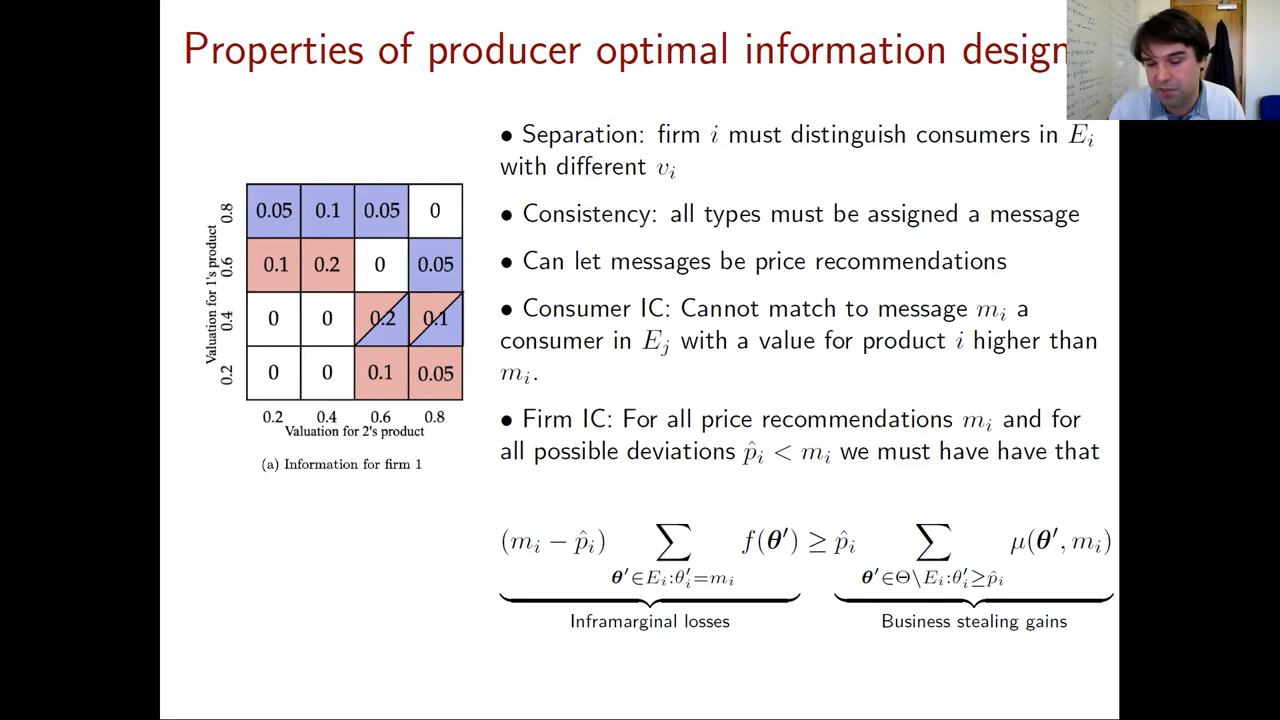 Properties of producer optimal information design
• Separation: firm i must distinguish consumers in E_i
with different v_i
• Consistency: all types must be assigned a message
• Can let messages be price recommendations
• Consumer IC: Cannot match to message m_i a
consumer in E_j with a value for product i higher than
m_i.
• Firm IC: For all price recommendations m_i and for
all possible deviations p̂_i < m_i we must have have that
(m_i − p̂_i) ∑ f(θ′) ≥ p̂_i ∑ μ(θ′, m_i)
θ′∈E_i:θ′_i=m_i θ′∈Θ\E_i:θ′_i≥p̂_i
Inframarginal losses Business stealing gains
Valuation for 1's product
0.8 0.05 0.1 0.05 0
0.6 0.1 0.2 0 0.05
0.4 0 0 0.2 0.1
0.2 0 0 0.1 0.05
0.2 0.4 0.6 0.8
Valuation for 2's product
(a) Information for firm 1